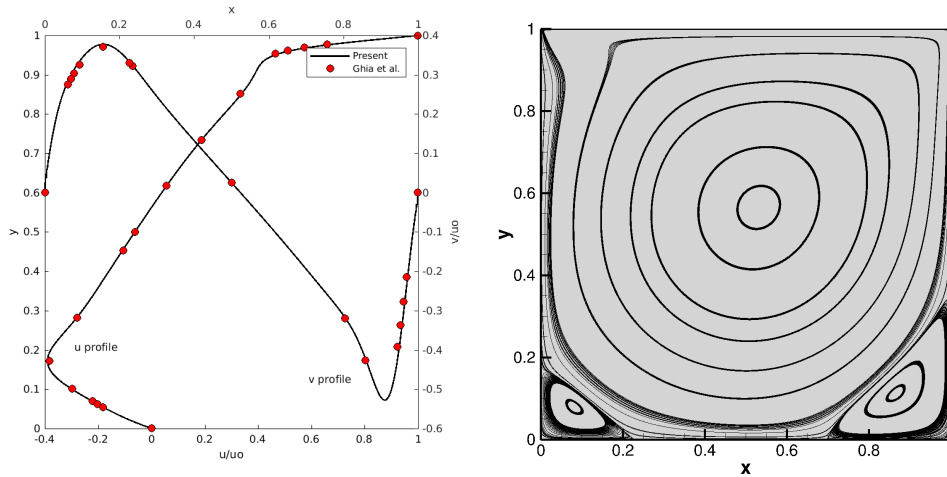 x
0 0.2 0.4 0.6 0.8 1
1 0.4
Present
Ghia et al.
0.9 0.3
0.8 0.2
0.7 0.1
0.6 0
y v/uo
0.5 -0.1
0.4 -0.2
0.3 -0.3
u profile
0.2 -0.4
v profile
0.1 -0.5
0 -0.6
-0.4 -0.2 0 0.2 0.4 0.6 0.8 1
u/uo
1
0.8
0.6
y
0.4
0.2
0
0 0.2 0.4 0.6 0.8
x